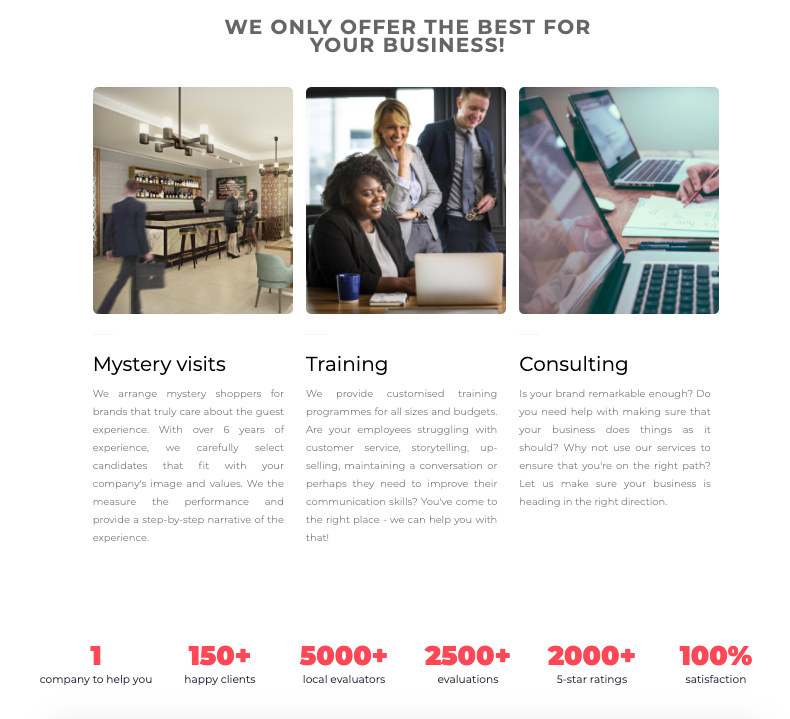 WE ONLY OFFER THE BEST FOR
YOUR BUSINESS!
Mystery visits
We arrange mystery shoppers for
brands that truly care about the guest
experience. With over 6 years of
experience, we carefully select
candidates that fit with your
company's image and values. We the
measure the performance and
provide a step-by-step narrative of the
experience.
Training
We provide customised training
programmes for all sizes and budgets.
Are your employees struggling with
customer service, storytelling, up-
selling, maintaining a conversation or
perhaps they need to improve their
communication skills? You've come to
the right place - we can help you with
that!
Consulting
Is your brand remarkable enough? Do
you need help with making sure that
your business does things as it
should? Why not use our services to
ensure that you're on the right path?
Let us make sure your business is
heading in the right direction.
1
company to help you
150+
happy clients
5000+
local evaluators
2500+
evaluations
2000+
5-star ratings
100%
satisfaction